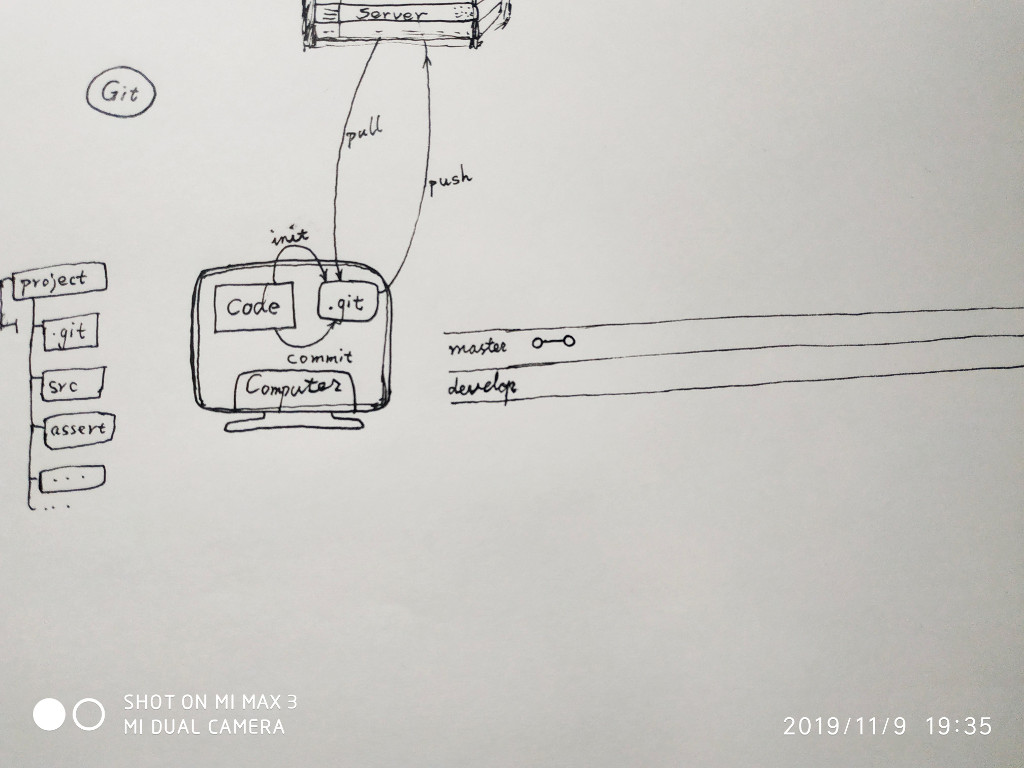 Server
Git
pull
push
init
project
.git
src
assert
...
...
Code
.git
commit
Computer
master
develop
SHOT ON MI MAX 3
MI DUAL CAMERA
2019/11/9 19:35